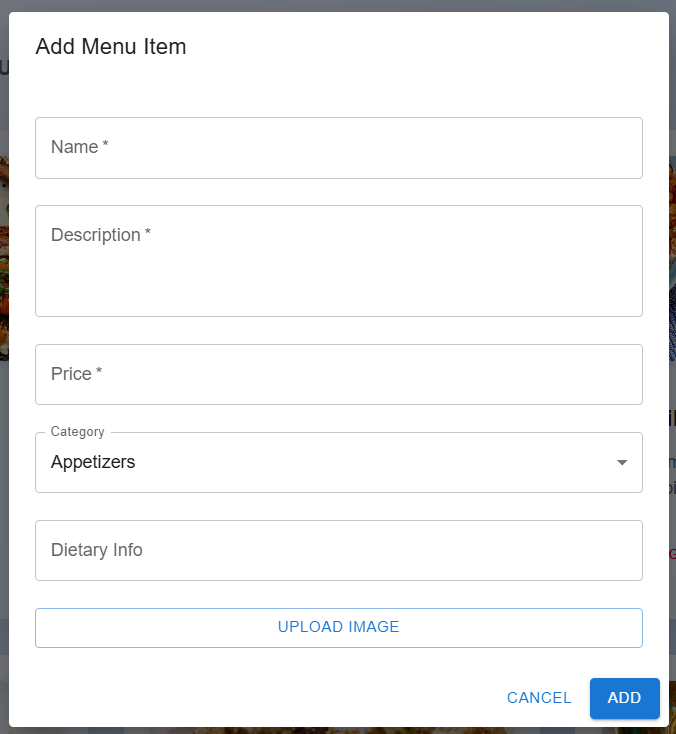 Add Menu Item
Name *
Description *
Price *
Category
Appetizers
Dietary Info
UPLOAD IMAGE
CANCEL
ADD